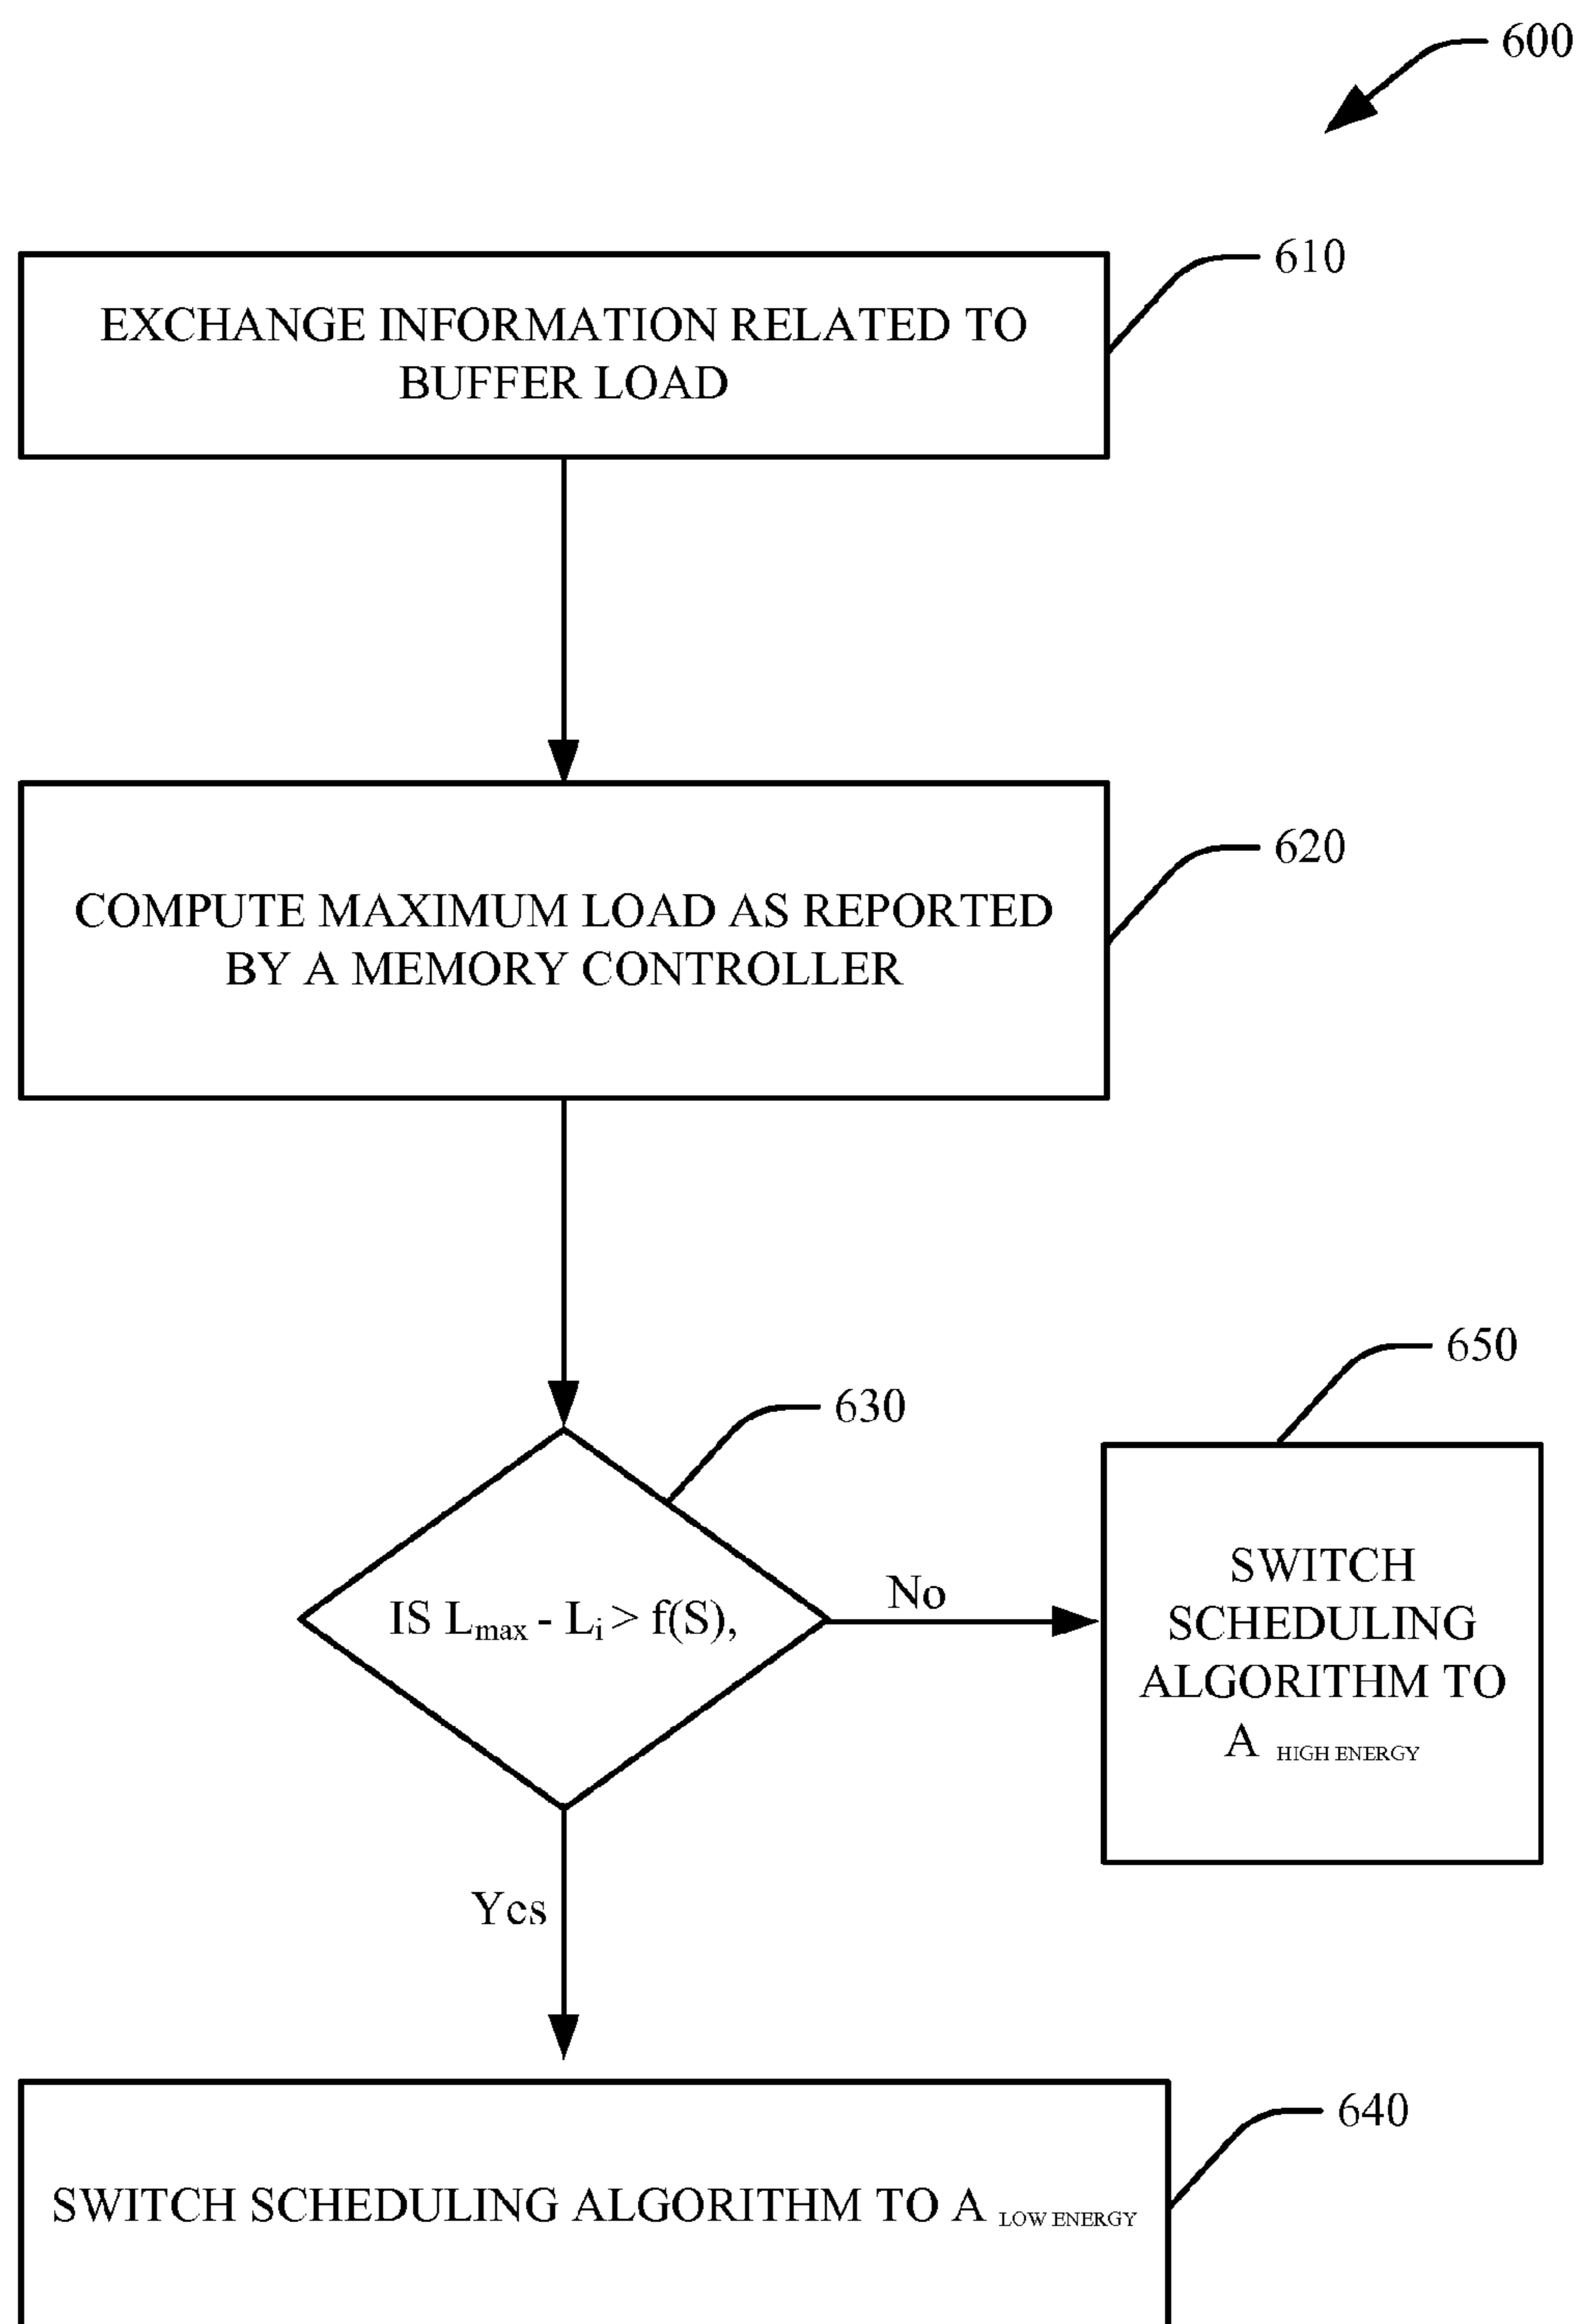 600
EXCHANGE INFORMATION RELATED TO
BUFFER LOAD
610
COMPUTE MAXIMUM LOAD AS REPORTED
BY A MEMORY CONTROLLER
620
IS Lmax - Li > f(S),
630
No
SWITCH
SCHEDULING
ALGORITHM TO
A HIGH ENERGY
650
Yes
SWITCH SCHEDULING ALGORITHM TO A LOW ENERGY
640